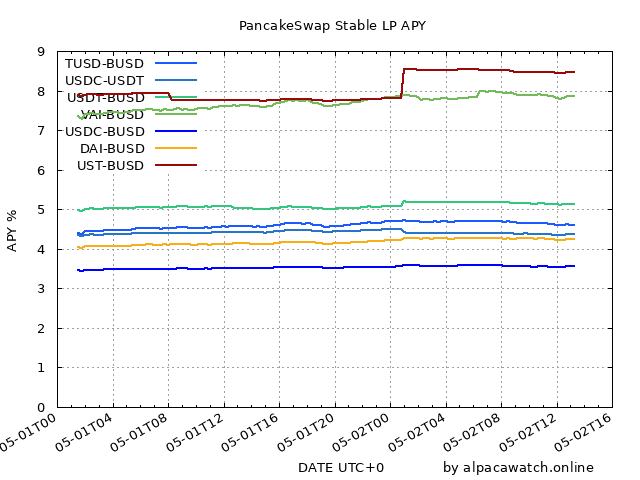 PancakeSwap Stable LP APY
APY %
9
8
7
6
5
4
3
2
1
0
TUSD-BUSD
USDC-USDT
USDT-BUSD
VAI-BUSD
USDC-BUSD
DAI-BUSD
UST-BUSD
05-01T00
05-01T04
05-01T08
05-01T12
05-01T16
05-01T20
05-02T00
05-02T04
05-02T08
05-02T12
05-02T16
DATE UTC+0
by alpacawatch.online